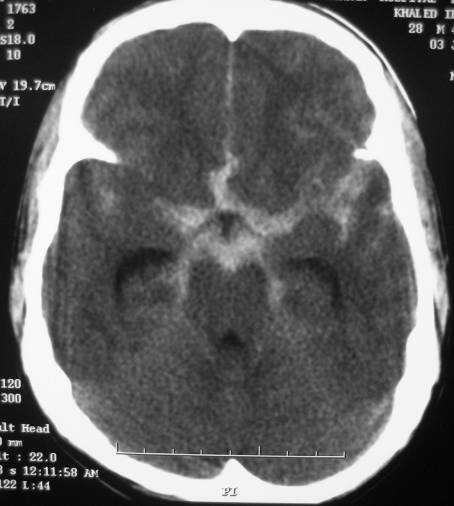 1763
2
S18.0
10
KHALED
28 M
03
V 19.7cm
I/I
120
300
ult Head
mm
lt : 22.0
s 12:11:58 AM
122 L:44